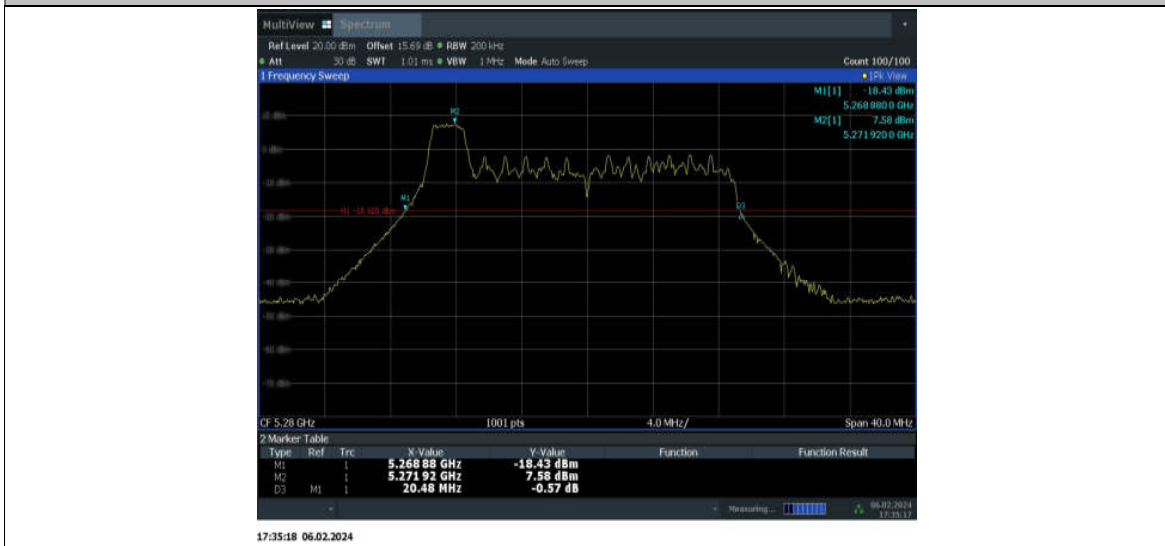 MultiView Spectrum
Ref Level 20.00 dBm Offset 15.69 dB RBW 200 kHz
Att 30 dB SWT 1.01 ms VBW 1 MHz Mode Auto Sweep Count 100/100
1 Frequency Sweep 1Pk View
M1[1] -18.43 dBm
5.268 880 0 GHz
M2[1] 7.58 dBm
5.271 920 0 GHz
M2
M1
D3
CF 5.28 GHz 1001 pts 4.0 MHz/ Span 40.0 MHz
2 Marker Table
Type Ref Trc X-Value Y-Value Function Function Result
M1 1 5.268 88 GHz -18.43 dBm
M2 1 5.271 92 GHz 7.58 dBm
D3 M1 1 20.48 MHz -0.57 dB
Measuring... 06.02.2024
17:35:17
17:35:18 06.02.2024